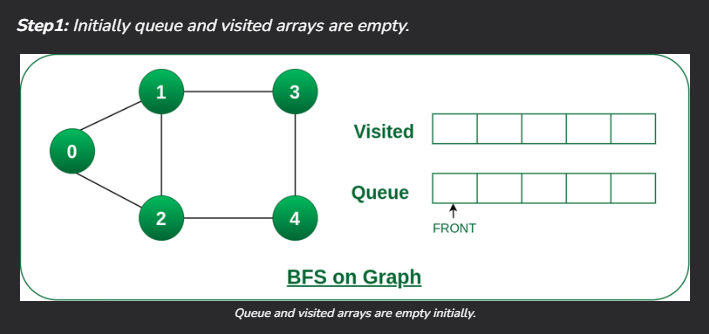 Step1: Initially queue and visited arrays are empty.
1
3
0
2
4
Visited
Queue
FRONT
BFS on Graph
Queue and visited arrays are empty initially.